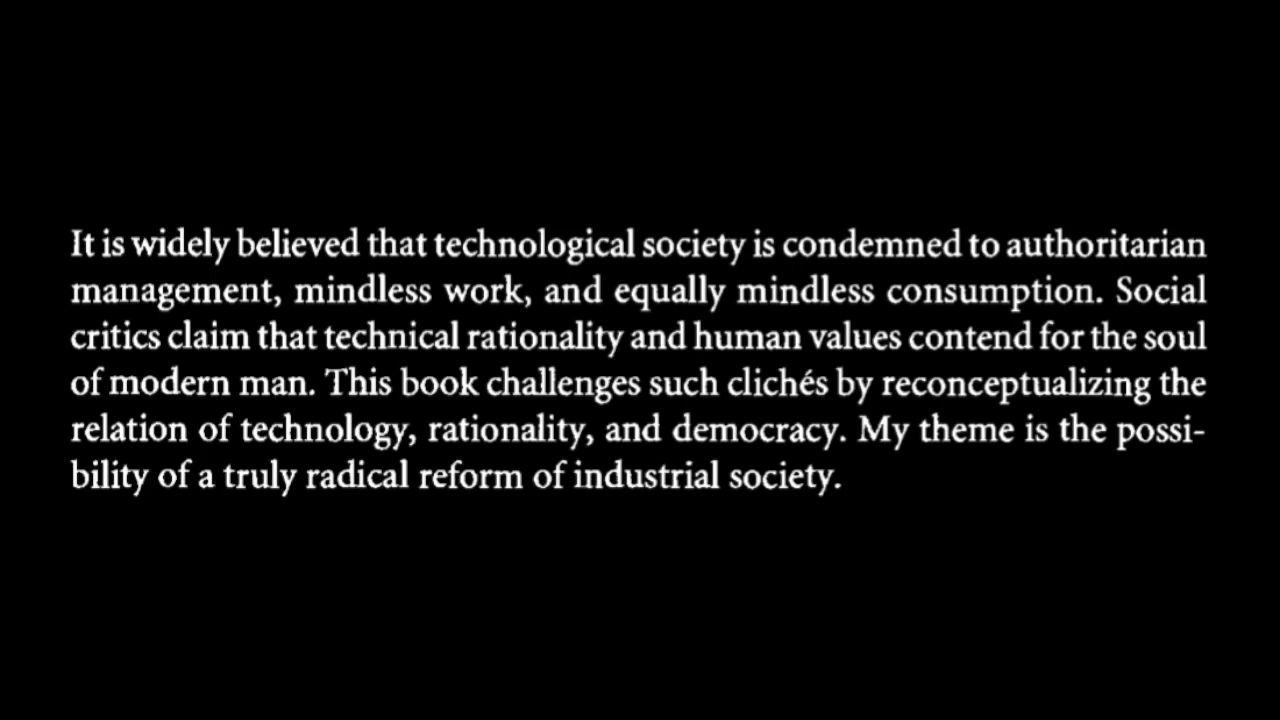 It is widely believed that technological society is condemned to authoritarian
management, mindless work, and equally mindless consumption. Social
critics claim that technical rationality and human values contend for the soul
of modern man. This book challenges such clichés by reconceptualizing the
relation of technology, rationality, and democracy. My theme is the possi-
bility of a truly radical reform of industrial society.